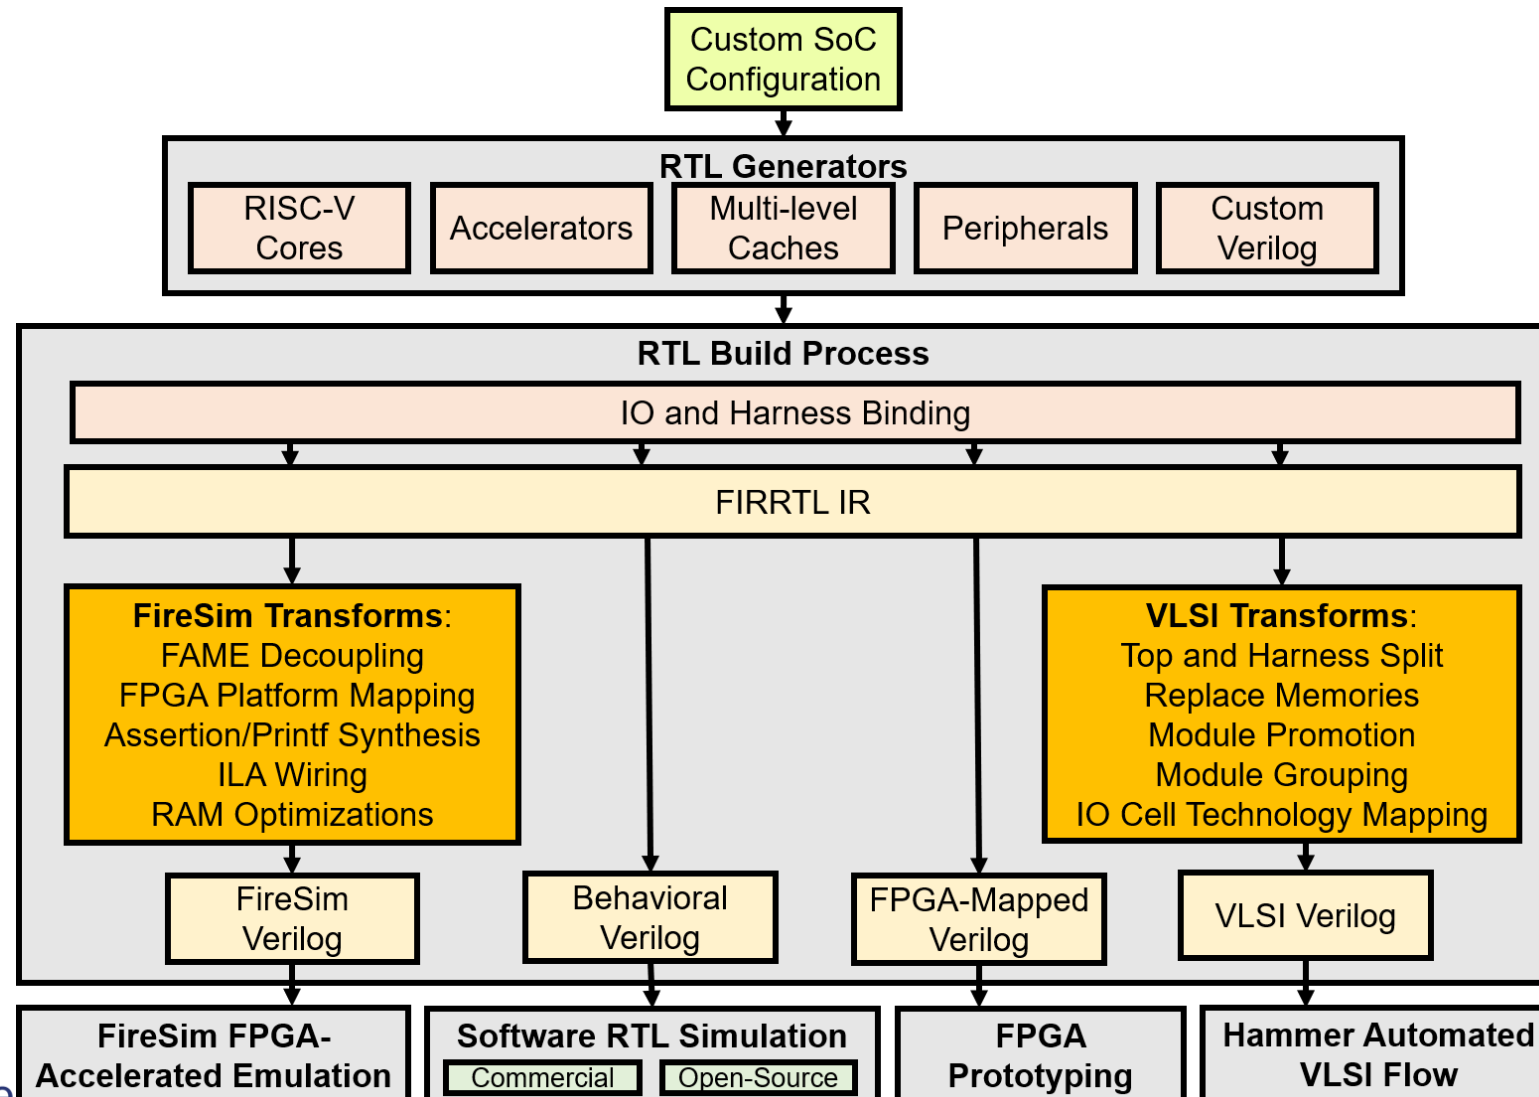 Custom SoC
Configuration
RTL Generators
RISC-V
Cores
Accelerators
Multi-level
Caches
Peripherals
Custom
Verilog
RTL Build Process
IO and Harness Binding
FIRRTL IR
FireSim Transforms:
FAME Decoupling
FPGA Platform Mapping
Assertion/Printf Synthesis
ILA Wiring
RAM Optimizations
VLSI Transforms:
Top and Harness Split
Replace Memories
Module Promotion
Module Grouping
IO Cell Technology Mapping
FireSim
Verilog
Behavioral
Verilog
FPGA-Mapped
Verilog
VLSI Verilog
FireSim FPGA-
Accelerated Emulation
Software RTL Simulation
Commercial
Open-Source
FPGA
Prototyping
Hammer Automated
VLSI Flow